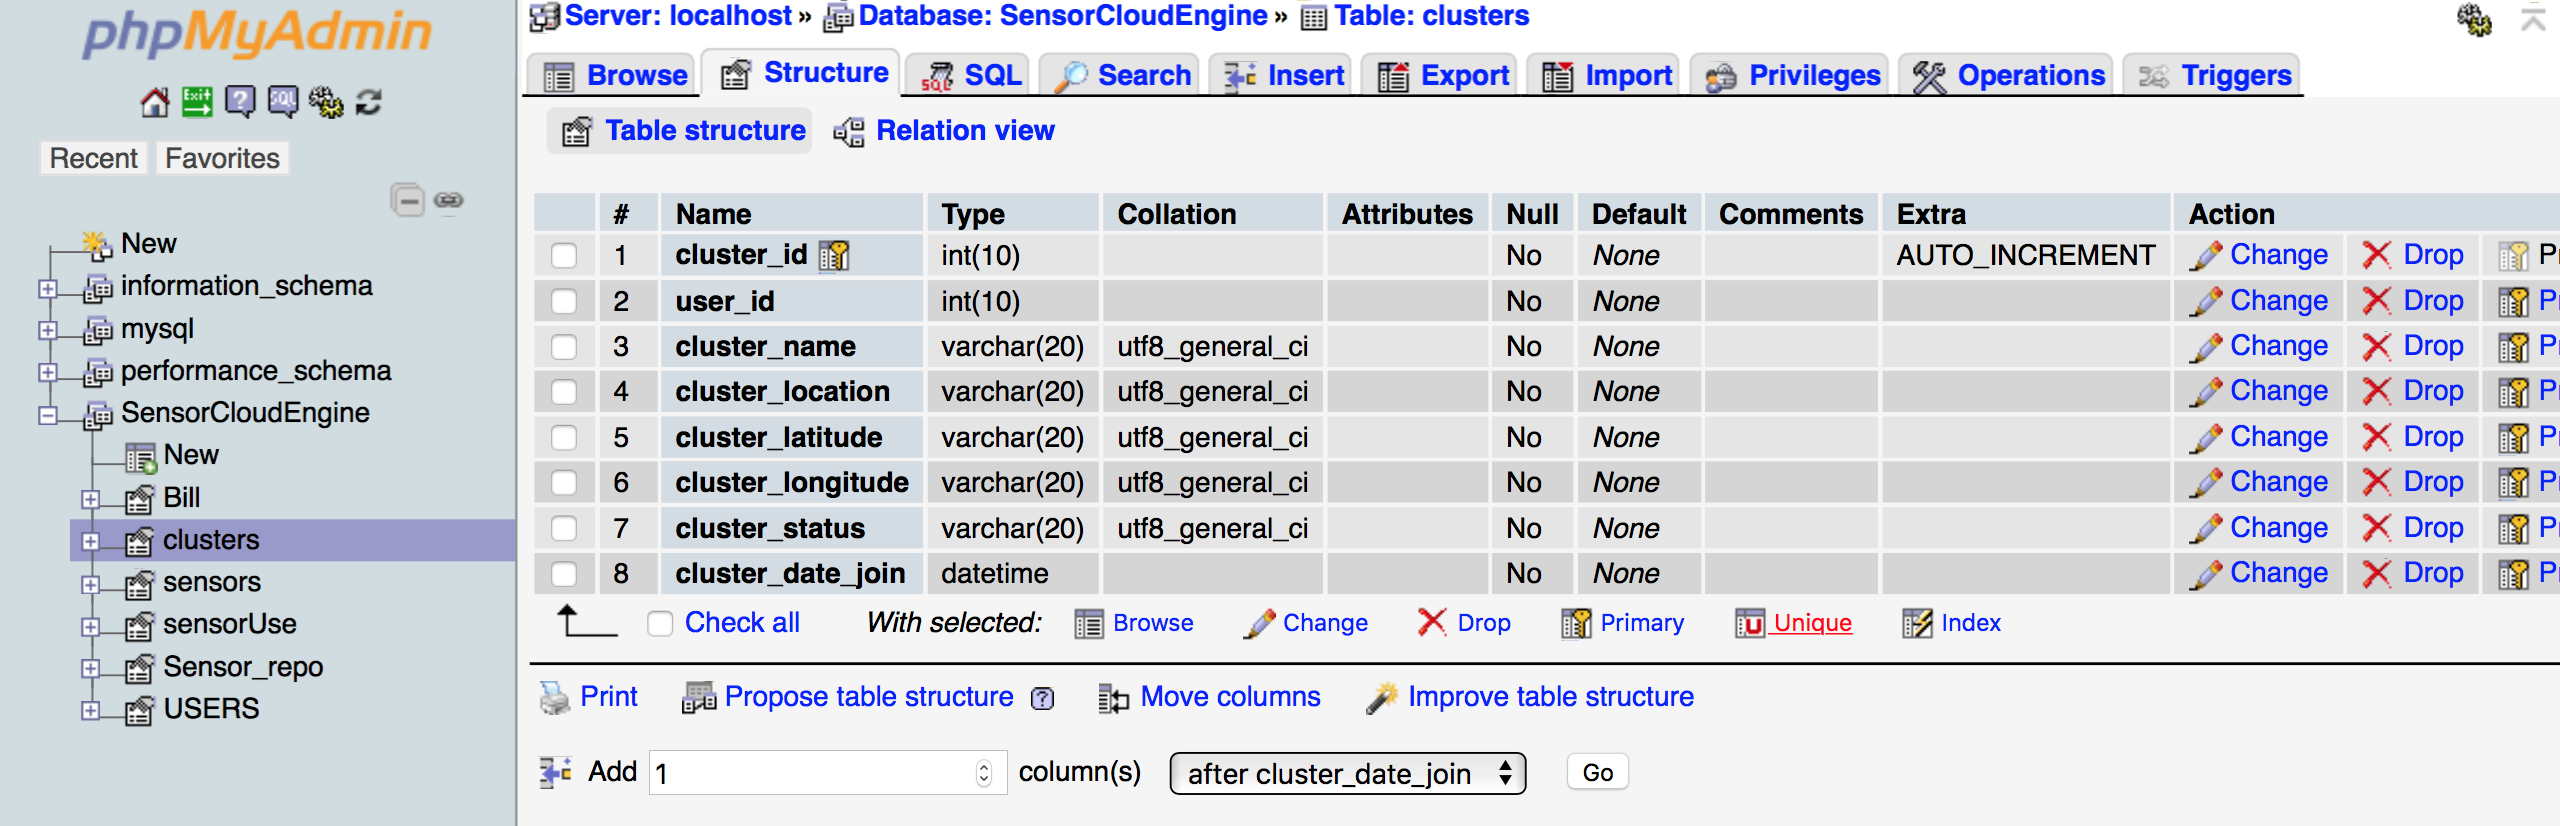 phpMyAdmin
Exit
SQL
Recent Favorites
New
information_schema
mysql
performance_schema
SensorCloudEngine
New
Bill
clusters
sensors
sensorUse
Sensor_repo
USERS
Server: localhost » Database: SensorCloudEngine » Table: clusters
Browse Structure SQL Search Insert Export Import Privileges Operations Triggers
Table structure Relation view
# Name Type Collation Attributes Null Default Comments Extra Action
1 cluster_id int(10) No None AUTO_INCREMENT Change Drop
2 user_id int(10) No None Change Drop
3 cluster_name varchar(20) utf8_general_ci No None Change Drop
4 cluster_location varchar(20) utf8_general_ci No None Change Drop
5 cluster_latitude varchar(20) utf8_general_ci No None Change Drop
6 cluster_longitude varchar(20) utf8_general_ci No None Change Drop
7 cluster_status varchar(20) utf8_general_ci No None Change Drop
8 cluster_date_join datetime No None Change Drop
Check all With selected: Browse Change Drop Primary Unique Index
Print Propose table structure Move columns Improve table structure
Add 1 column(s) after cluster_date_join Go